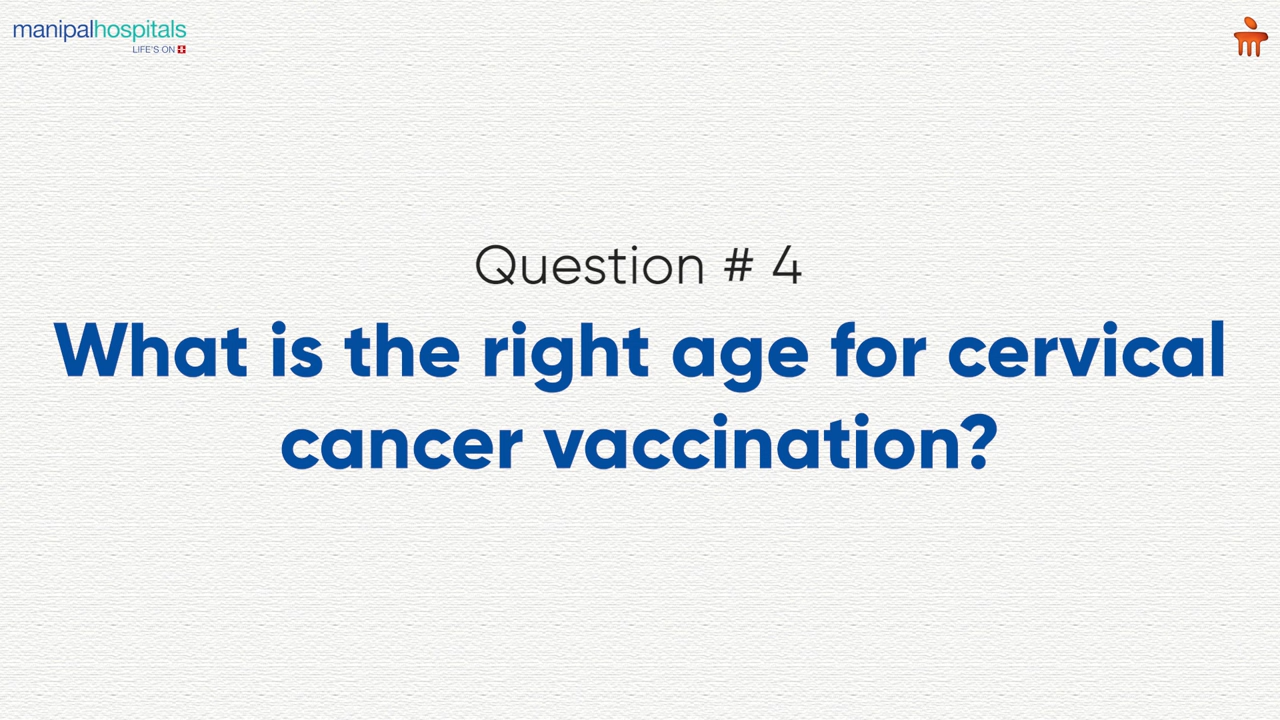 manipalhospitals
LIFE'S ON
Question # 4
What is the right age for cervical
cancer vaccination?